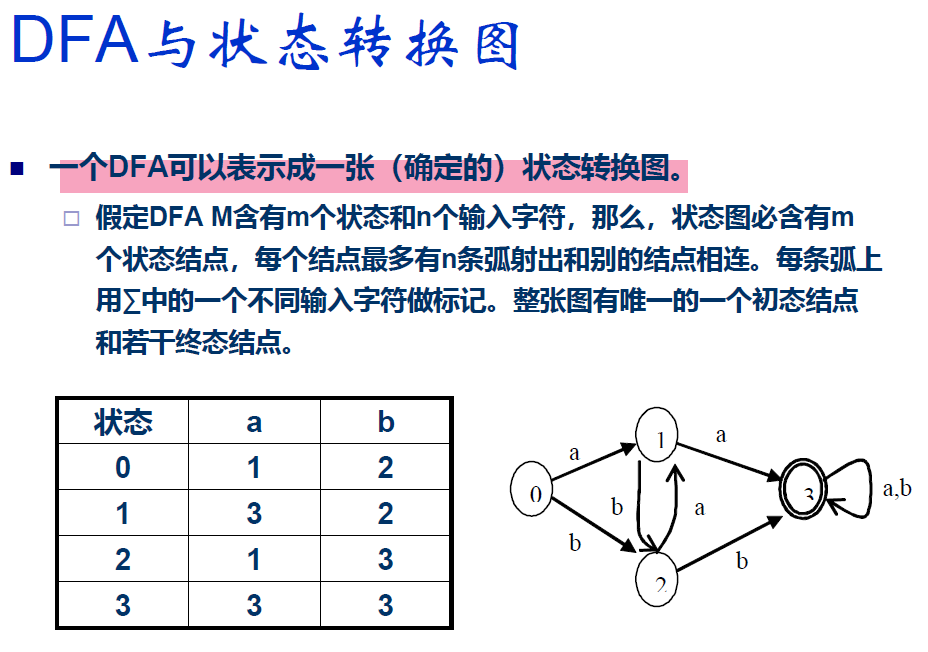 DFA与状态转换图
一个DFA可以表示成一张（确定的）状态转换图。
假定DFA M含有m个状态和n个输入字符，那么，状态图必含有m
个状态结点，每个结点最多有n条弧射出和别的结点相连。每条弧上
用∑中的一个不同输入字符做标记。整张图有唯一的一个初态结点
和若干终态结点。
状态 a b
0 1 2
1 3 2
2 1 3
3 3 3
1
a
a
0
3
a,b
b
a
b
b
2